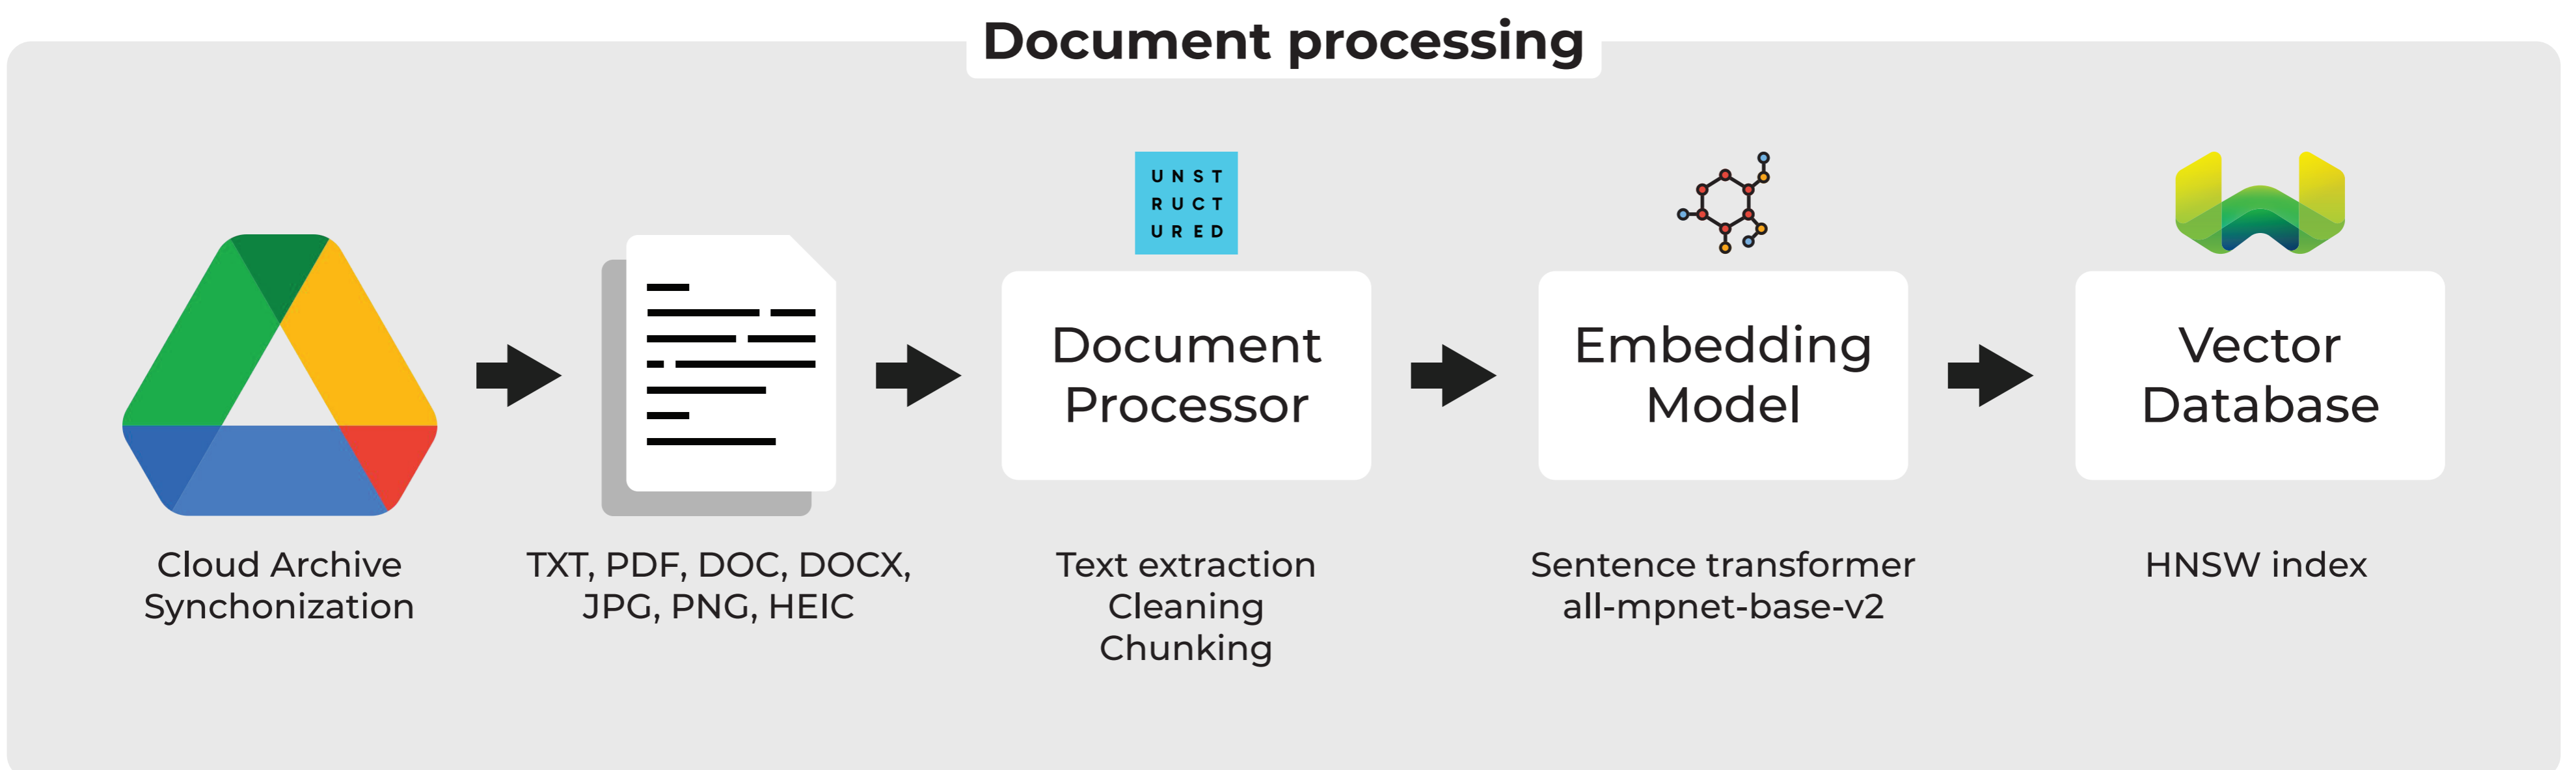 Document processing
UNST
RUCT
URED
Document
Processor
Embedding
Model
Vector
Database
Cloud Archive
Synchonization
TXT, PDF, DOC, DOCX,
JPG, PNG, HEIC
Text extraction
Cleaning
Chunking
Sentence transformer
all-mpnet-base-v2
HNSW index